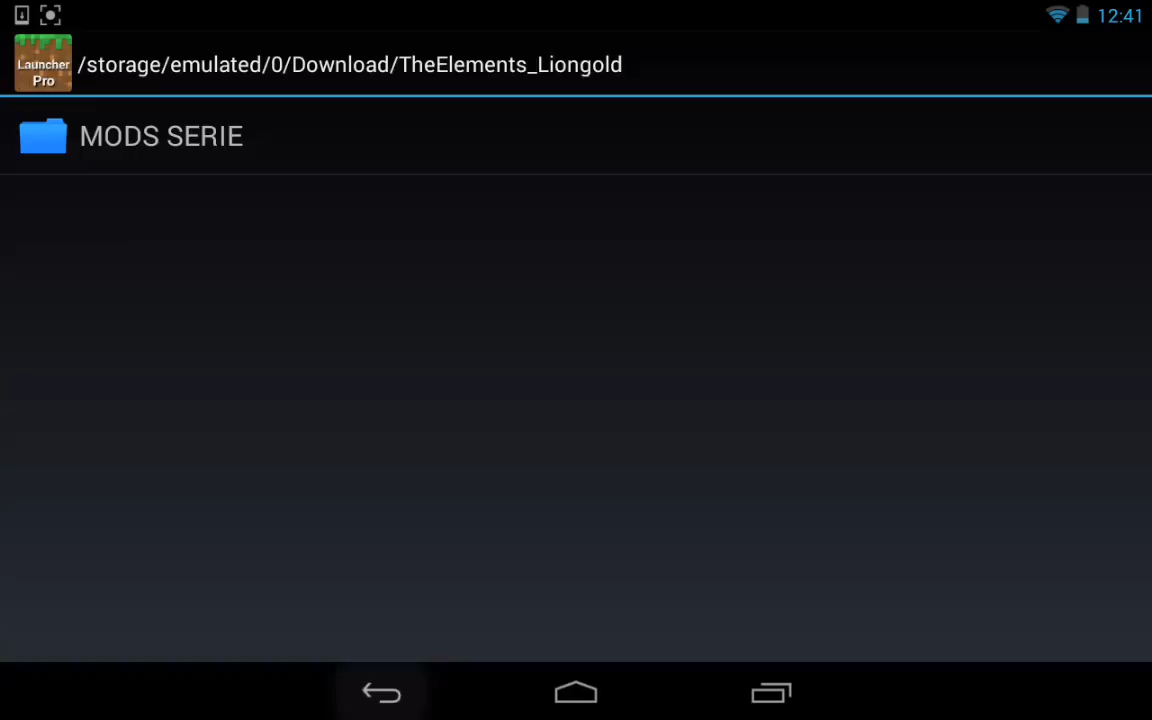 12:41
Launcher
Pro
/storage/emulated/0/Download/TheElements_Liongold
MODS SERIE